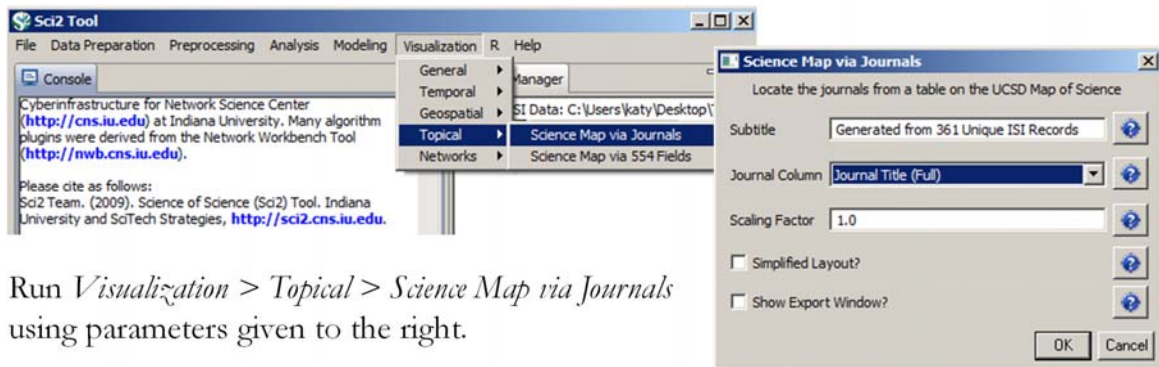 Sci2 Tool
File Data Preparation Preprocessing Analysis Modeling Visualization R Help
Console
Cyberinfrastructure for Network Science Center
(http://cns.iu.edu) at Indiana University. Many algorithm
plugins were derived from the Network Workbench Tool
(http://nwb.cns.iu.edu).
Please cite as follows:
Sci2 Team. (2009). Science of Science (Sci2) Tool. Indiana
University and SciTech Strategies, http://sci2.cns.iu.edu.
General
Temporal
Geospatial
Topical
Networks
Manager
SI Data: C:\Users\katy\Desktop\
Science Map via Journals
Science Map via 554 Fields
Science Map via Journals
Locate the journals from a table on the UCSD Map of Science
Subtitle Generated from 361 Unique ISI Records
Journal Column Journal Title (Full)
Scaling Factor 1.0
Simplified Layout?
Show Export Window?
OK Cancel
Run Visualization > Topical > Science Map via Journals
using parameters given to the right.